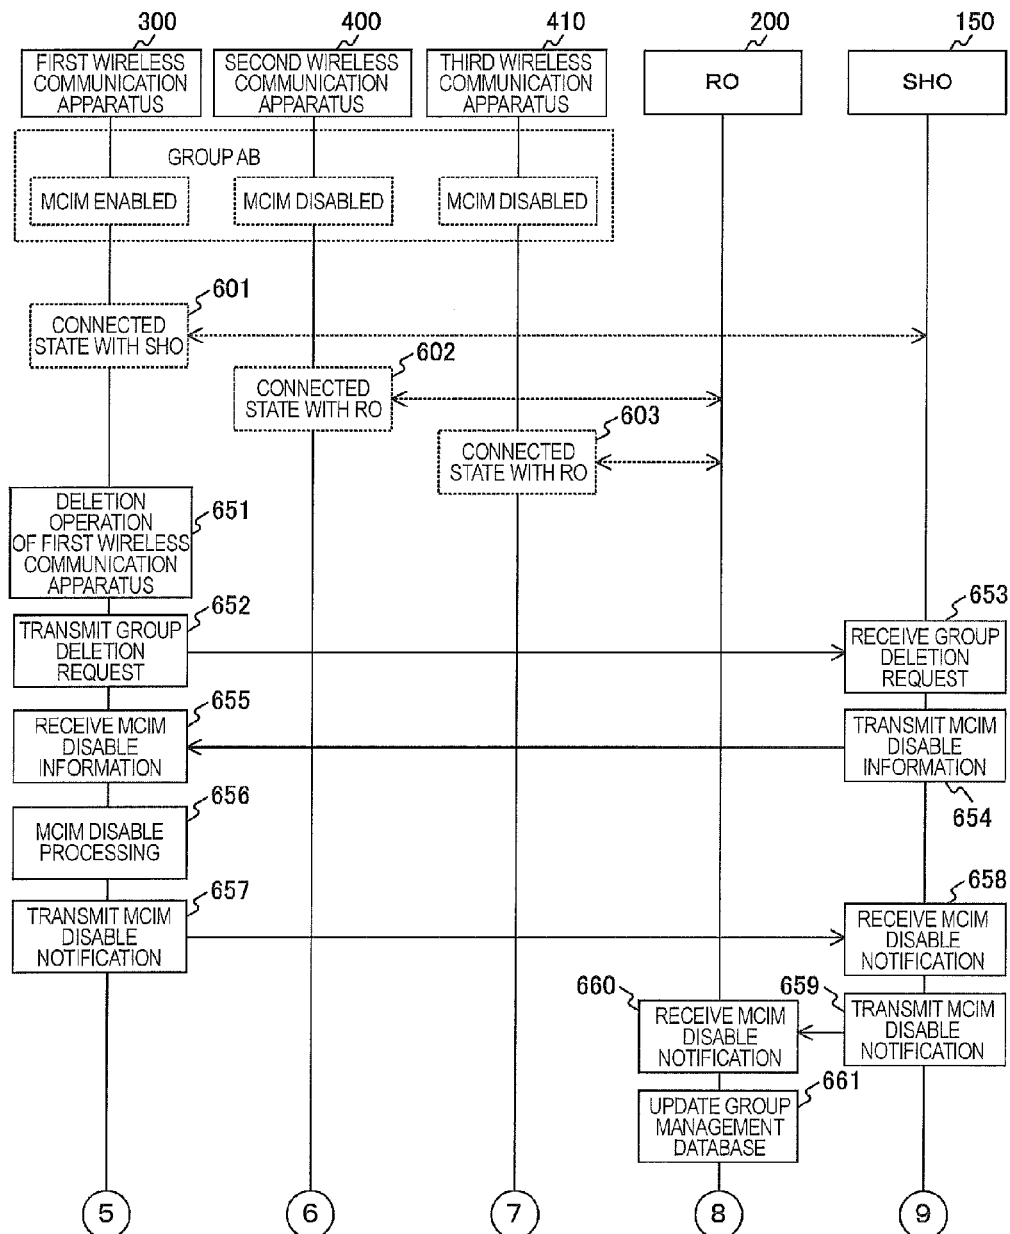 300
400
410
200
150
FIRST WIRELESS
COMMUNICATION
APPARATUS
SECOND WIRELESS
COMMUNICATION
APPARATUS
THIRD WIRELESS
COMMUNICATION
APPARATUS
RO
SHO
GROUP AB
MCIM ENABLED
MCIM DISABLED
MCIM DISABLED
601
CONNECTED
STATE WITH SHO
602
CONNECTED
STATE WITH RO
603
CONNECTED
STATE WITH RO
651
DELETION
OPERATION
OF FIRST WIRELESS
COMMUNICATION
APPARATUS
652
TRANSMIT GROUP
DELETION
REQUEST
653
RECEIVE GROUP
DELETION
REQUEST
655
RECEIVE MCIM
DISABLE
INFORMATION
TRANSMIT MCIM
DISABLE
INFORMATION
654
656
MCIM DISABLE
PROCESSING
657
TRANSMIT MCIM
DISABLE
NOTIFICATION
658
RECEIVE MCIM
DISABLE
NOTIFICATION
660
RECEIVE MCIM
DISABLE
NOTIFICATION
659
TRANSMIT MCIM
DISABLE
NOTIFICATION
661
UPDATE GROUP
MANAGEMENT
DATABASE
5
6
7
8
9